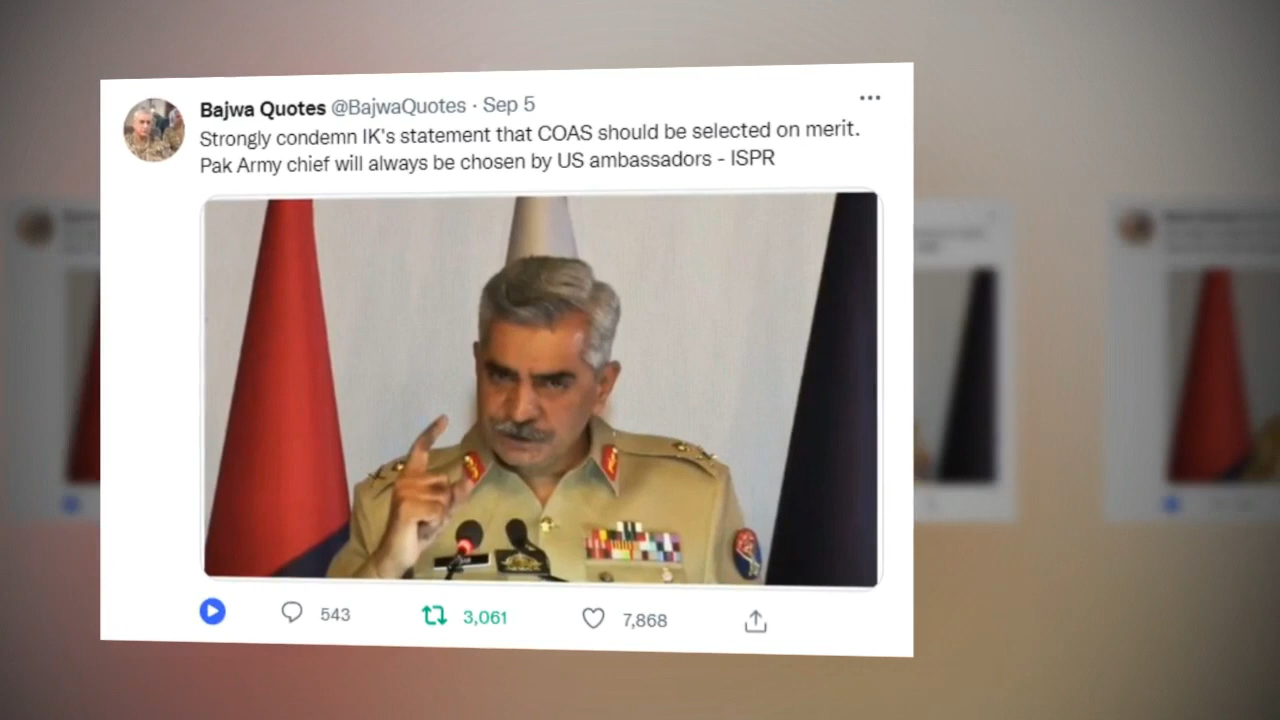 Bajwa Quotes @BajwaQuotes · Sep 5
Strongly condemn IK's statement that COAS should be selected on merit.
Pak Army chief will always be chosen by US ambassadors - ISPR
543 3,061 7,868